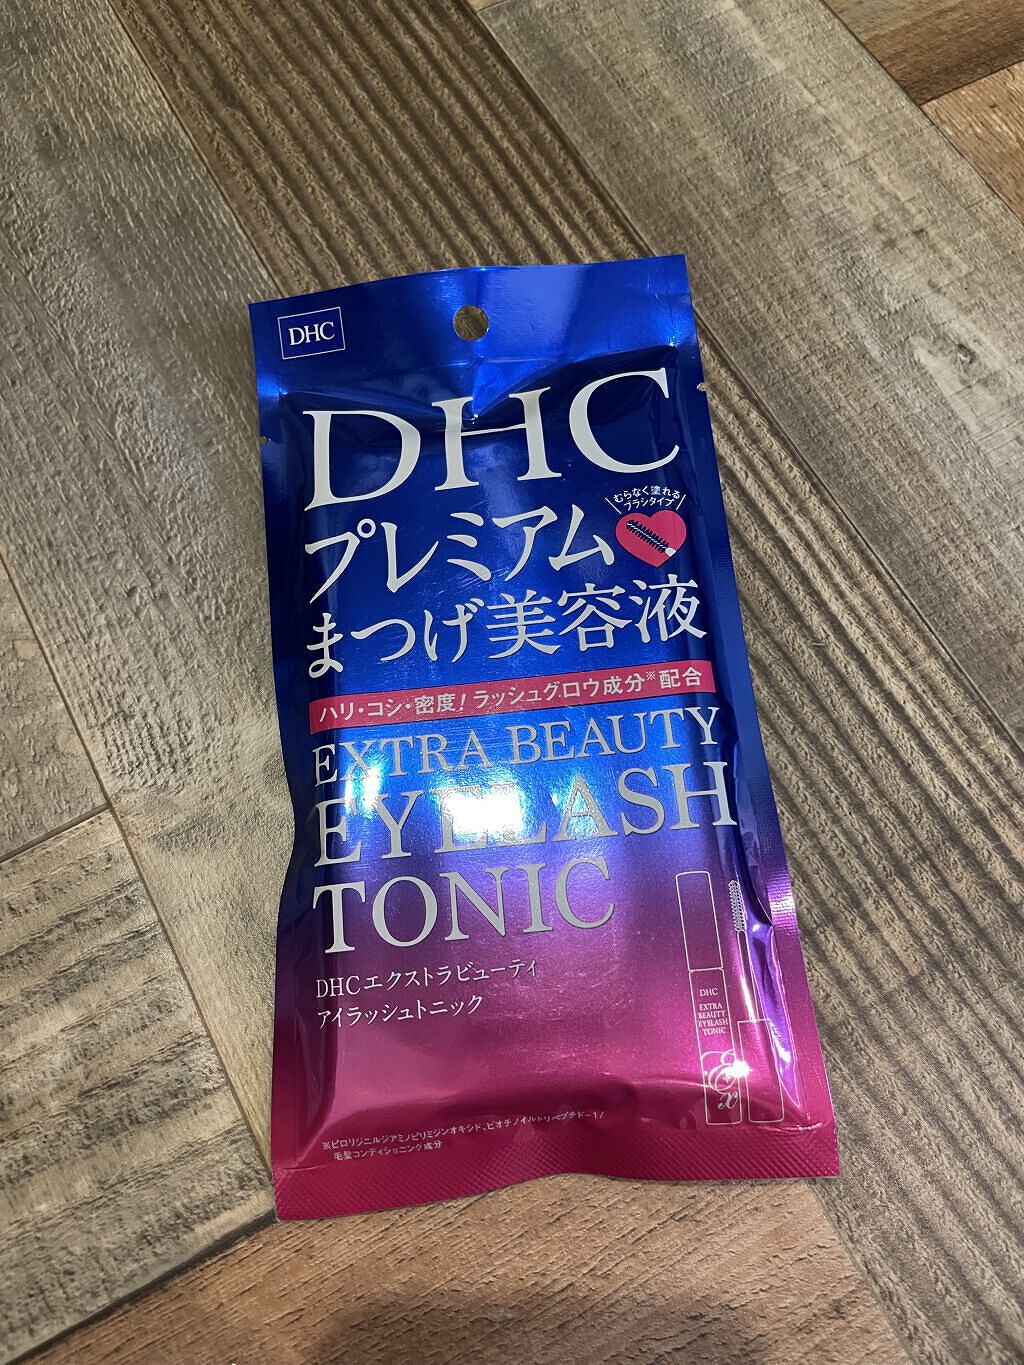 DHC
DHC
むらなく塗れる
ブラシタイプ
プレミアム
まつげ美容液
ハリ・コシ・密度！ラッシュグロウ成分※配合
EXTRA BEAUTY
EYELASH
TONIC
DHCエクストラビューティ
アイラッシュトニック
DHC
EXTRA
BEAUTY
EYELASH
TONIC
Ex
※ピロリジニルジアミノピリミジンオキシド、ビオチノイルトリペプチド-1/
毛髪コンディショニング成分